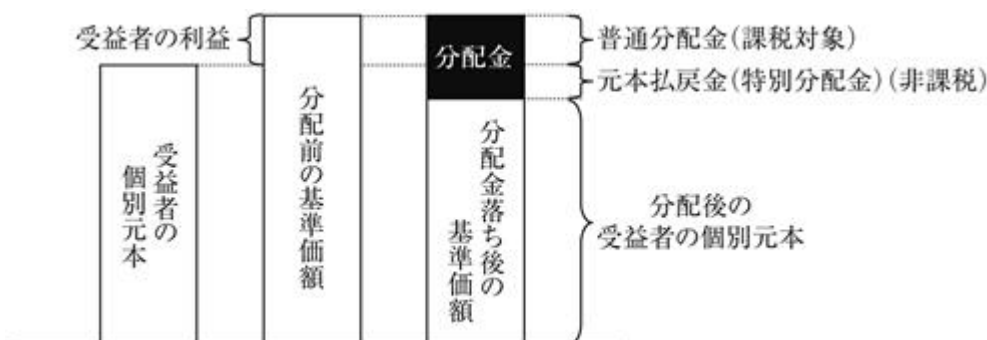 受益者の利益
受益者の
個別元本
分配前の基準価額
分配金
分配金落ち後の
基準価額
普通分配金(課税対象)
元本払戻金(特別分配金)(非課税)
分配後の
受益者の個別元本